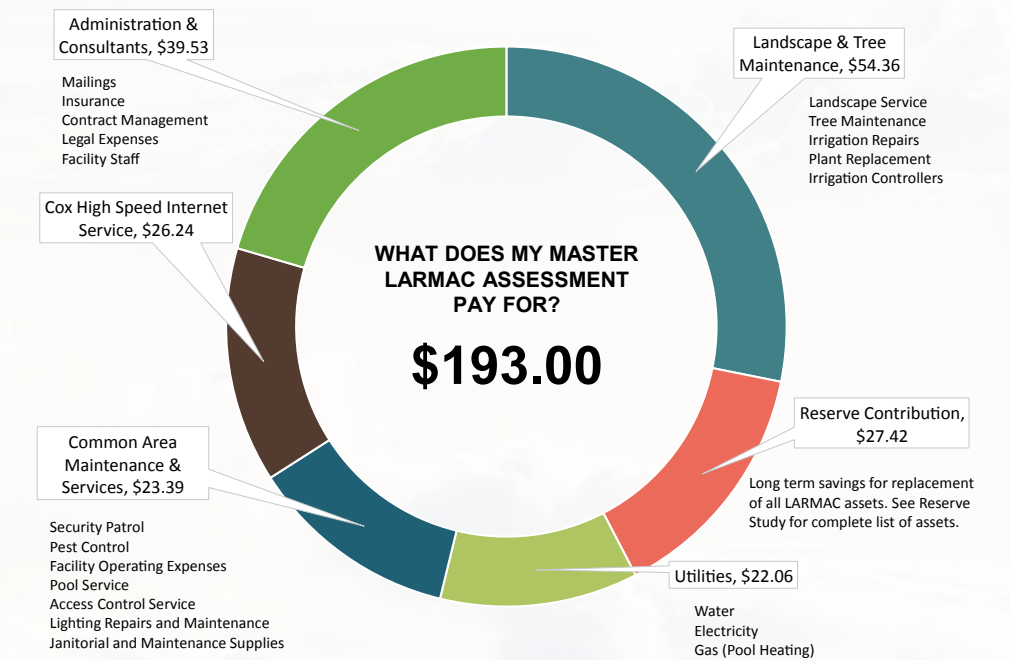 Administration &
Consultants, $39.53
Mailings
Insurance
Contract Management
Legal Expenses
Facility Staff
Landscape & Tree
Maintenance, $54.36
Landscape Service
Tree Maintenance
Irrigation Repairs
Plant Replacement
Irrigation Controllers
Cox High Speed Internet
Service, $26.24
WHAT DOES MY MASTER
LARMAC ASSESSMENT
PAY FOR?
$193.00
Reserve Contribution,
$27.42
Long term savings for replacement
of all LARMAC assets. See Reserve
Study for complete list of assets.
Common Area
Maintenance &
Services, $23.39
Security Patrol
Pest Control
Facility Operating Expenses
Pool Service
Access Control Service
Lighting Repairs and Maintenance
Janitorial and Maintenance Supplies
Utilities, $22.06
Water
Electricity
Gas (Pool Heating)